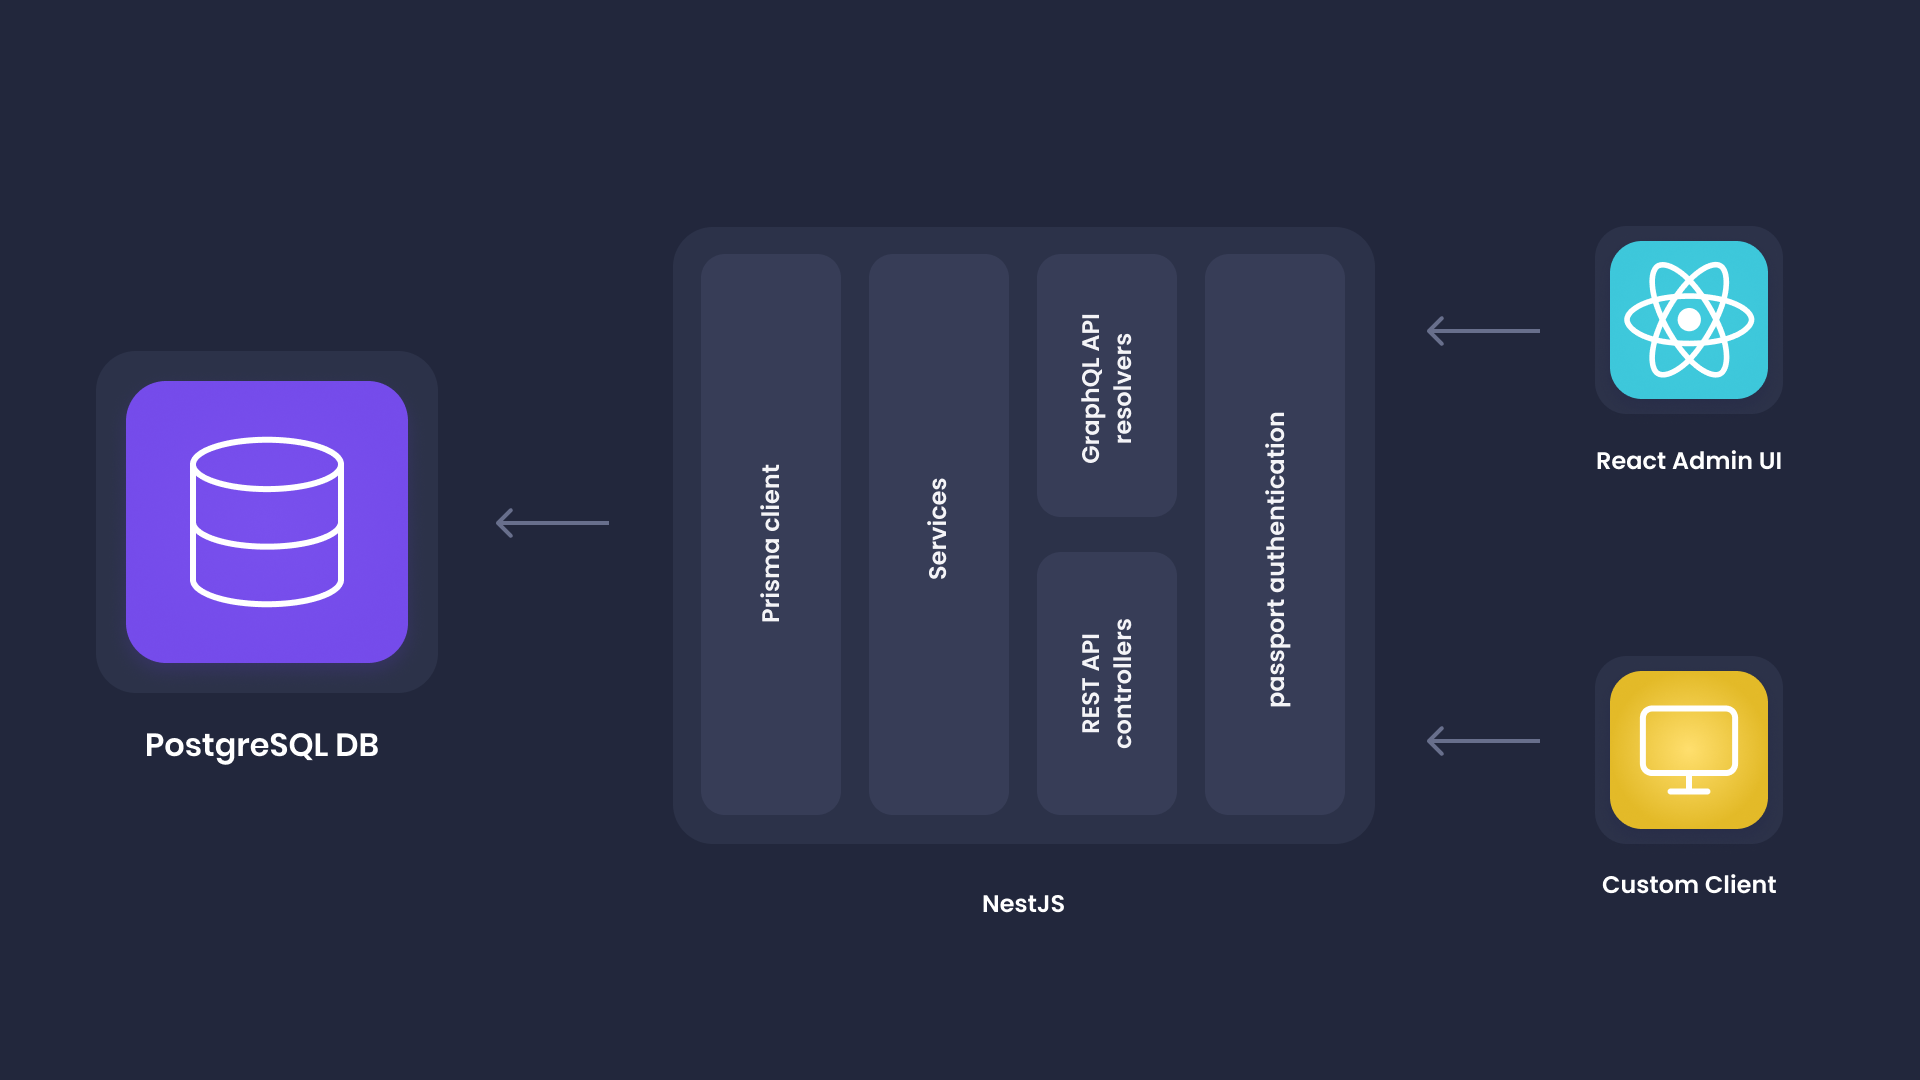 PostgreSQL DB
Prisma client
Services
GraphQL API
resolvers
REST API
controllers
passport authentication
NestJS
React Admin UI
Custom Client